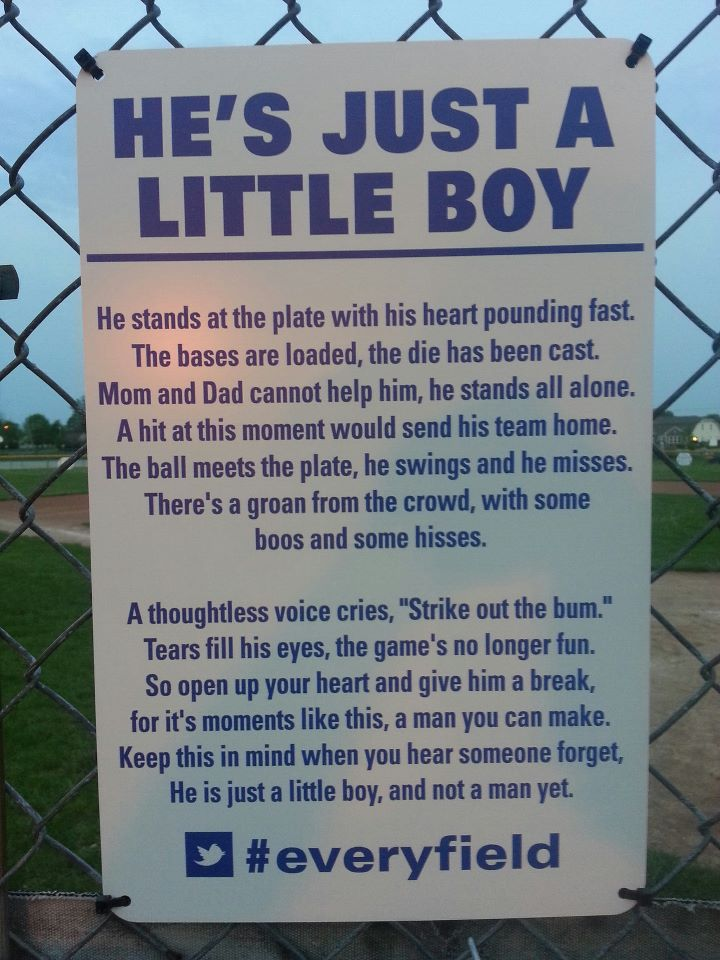 HE'S JUST A
LITTLE BOY
He stands at the plate with his heart pounding fast.
The bases are loaded, the die has been cast.
Mom and Dad cannot help him, he stands all alone.
A hit at this moment would send his team home.
The ball meets the plate, he swings and he misses.
There's a groan from the crowd, with some
boos and some hisses.
A thoughtless voice cries, "Strike out the bum."
Tears fill his eyes, the game's no longer fun.
So open up your heart and give him a break,
for it's moments like this, a man you can make.
Keep this in mind when you hear someone forget,
He is just a little boy, and not a man yet.
#everyfield